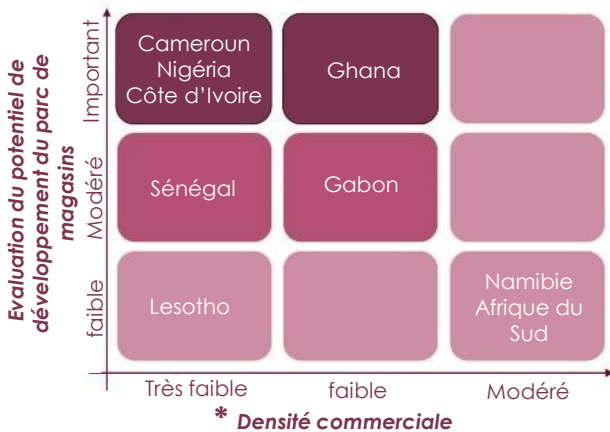 Evaluation du potentiel de
développement du parc de
magasins
Important
Modéré
faible
Cameroun
Nigéria
Côte d'Ivoire
Ghana
Sénégal
Gabon
Lesotho
Namibie
Afrique du
Sud
Très faible
faible
Modéré
* Densité commerciale